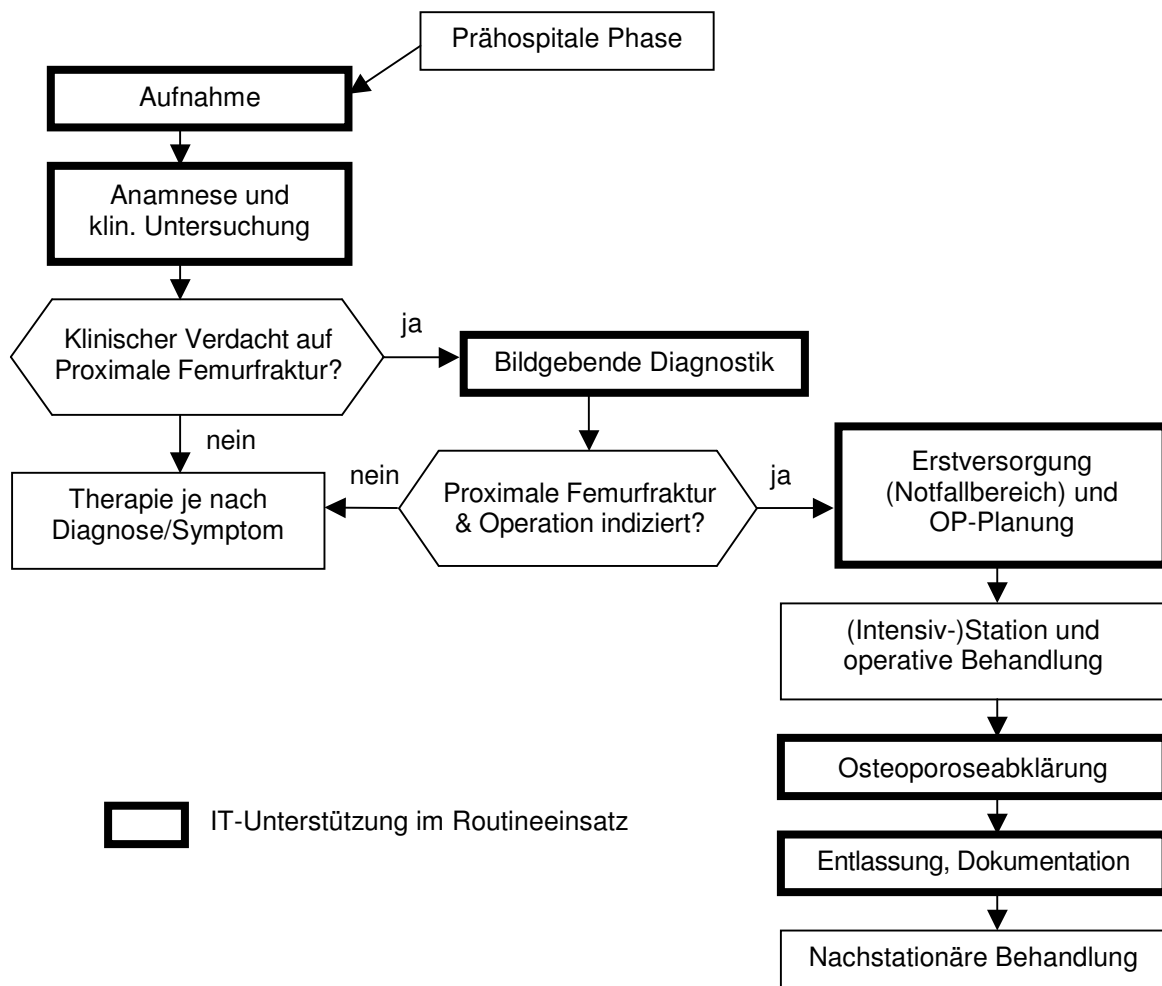 Prähospitale Phase
Aufnahme
Anamnese und
klin. Untersuchung
Klinischer Verdacht auf
Proximale Femurfraktur?
ja
Bildgebende Diagnostik
nein
Therapie je nach
Diagnose/Symptom
nein
Proximale Femurfraktur
& Operation indiziert?
ja
Erstversorgung
(Notfallbereich) und
OP-Planung
(Intensiv-)Station und
operative Behandlung
Osteoporoseabklärung
Entlassung, Dokumentation
Nachstationäre Behandlung
IT-Unterstützung im Routineeinsatz